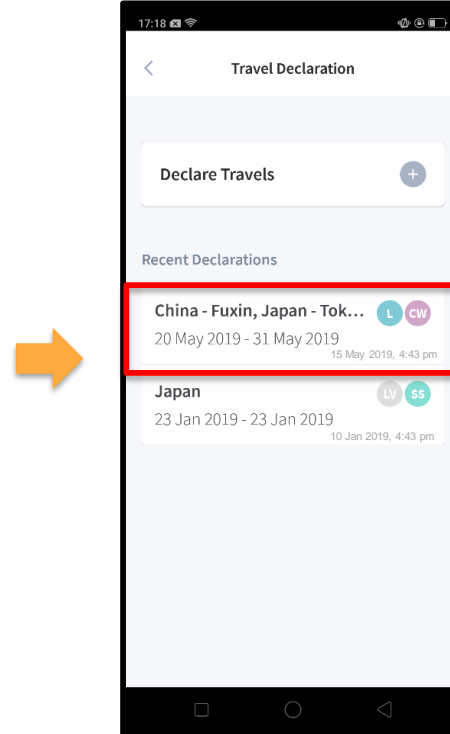 17:18
Travel Declaration
Declare Travels
Recent Declarations
China - Fuxin, Japan - Tok...
L CW
20 May 2019 - 31 May 2019
15 May 2019, 4:43 pm
Japan
LV SS
23 Jan 2019 - 23 Jan 2019
10 Jan 2019, 4:43 pm